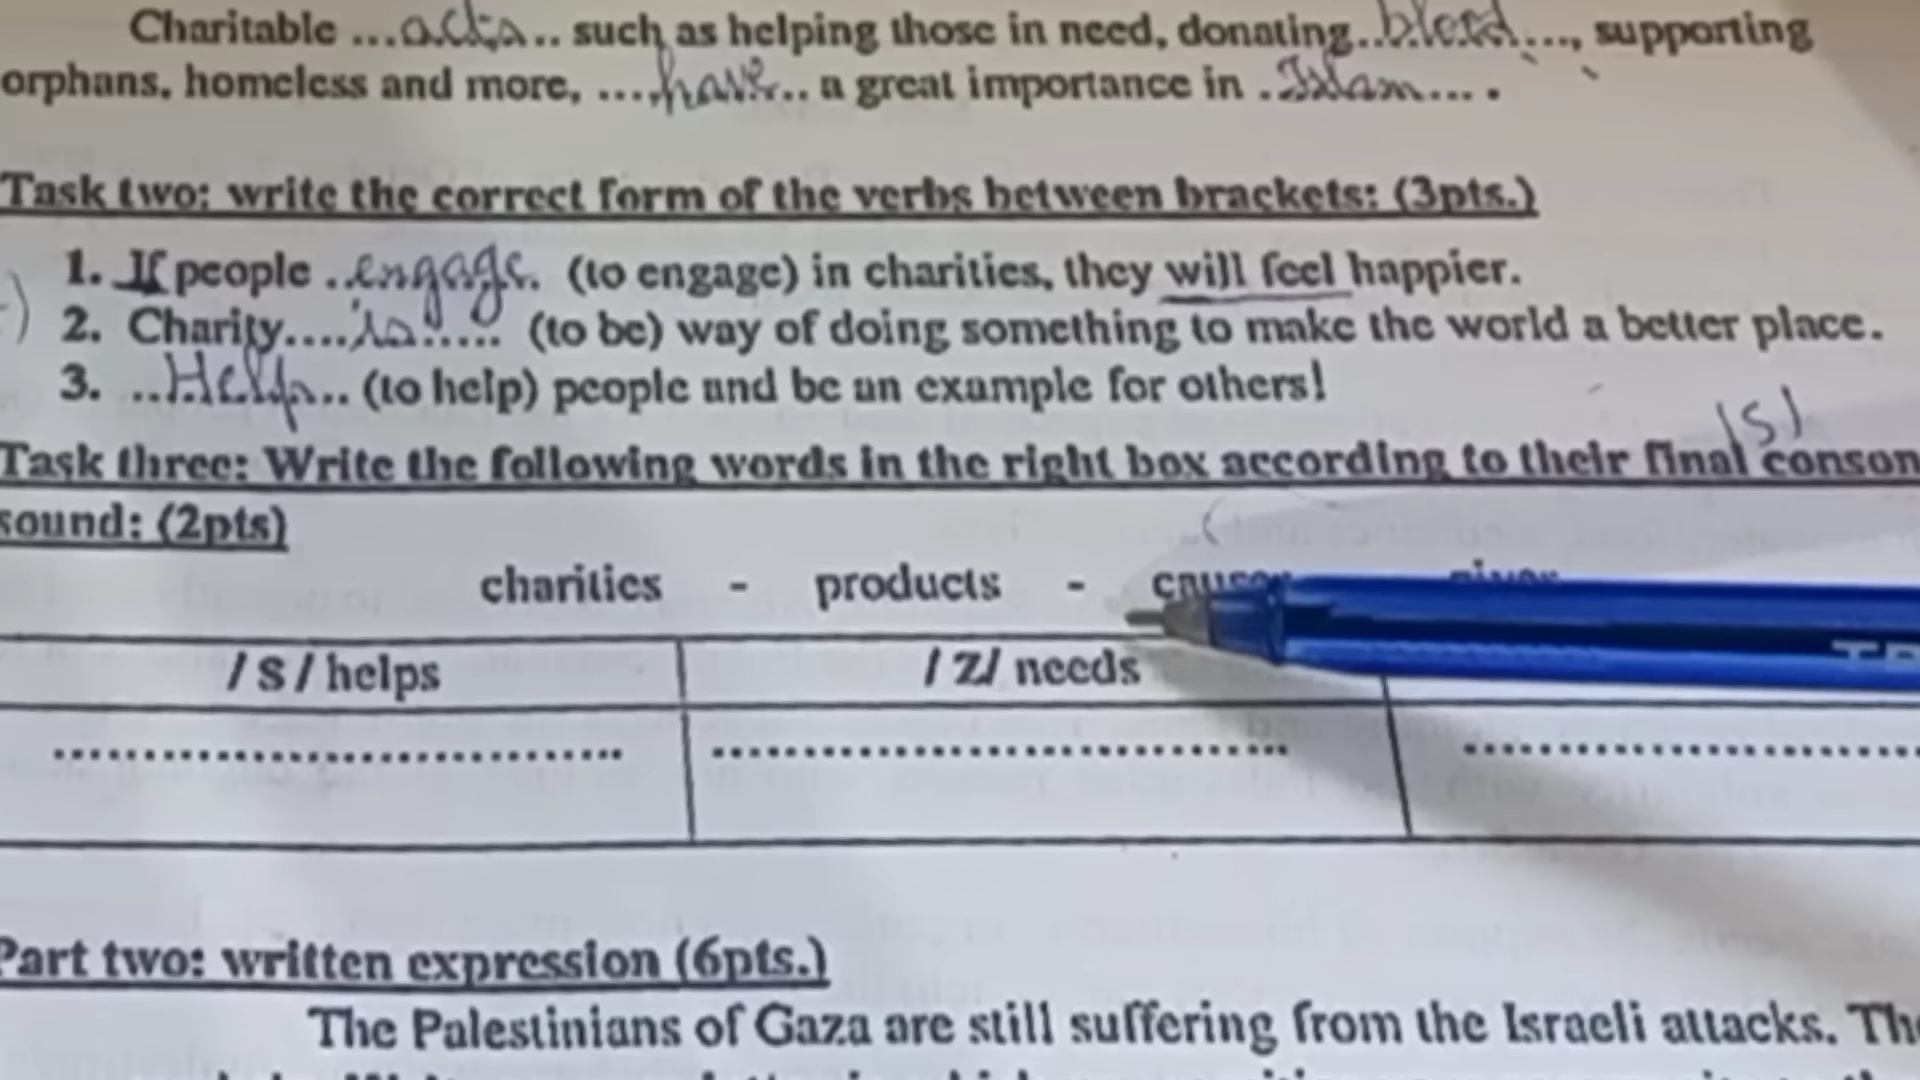 Charitable ...acts.. such as helping those in need, donating..blood...., supporting
orphans, homeless and more, ....have... a great importance in .Islam.... .
Task two: write the correct form of the verbs between brackets: (3pts.)
1. If people ..engage. (to engage) in charities, they will feel happier.
2. Charity....is..... (to be) way of doing something to make the world a better place.
3. ...Help... (to help) people and be an example for others!
/s/
Task three: Write the following words in the right box according to their final conson
sound: (2pts)
charities - products -
/ S / helps / Z/ needs
Part two: written expression (6pts.)
The Palestinians of Gaza are still suffering from the Israeli attacks. The